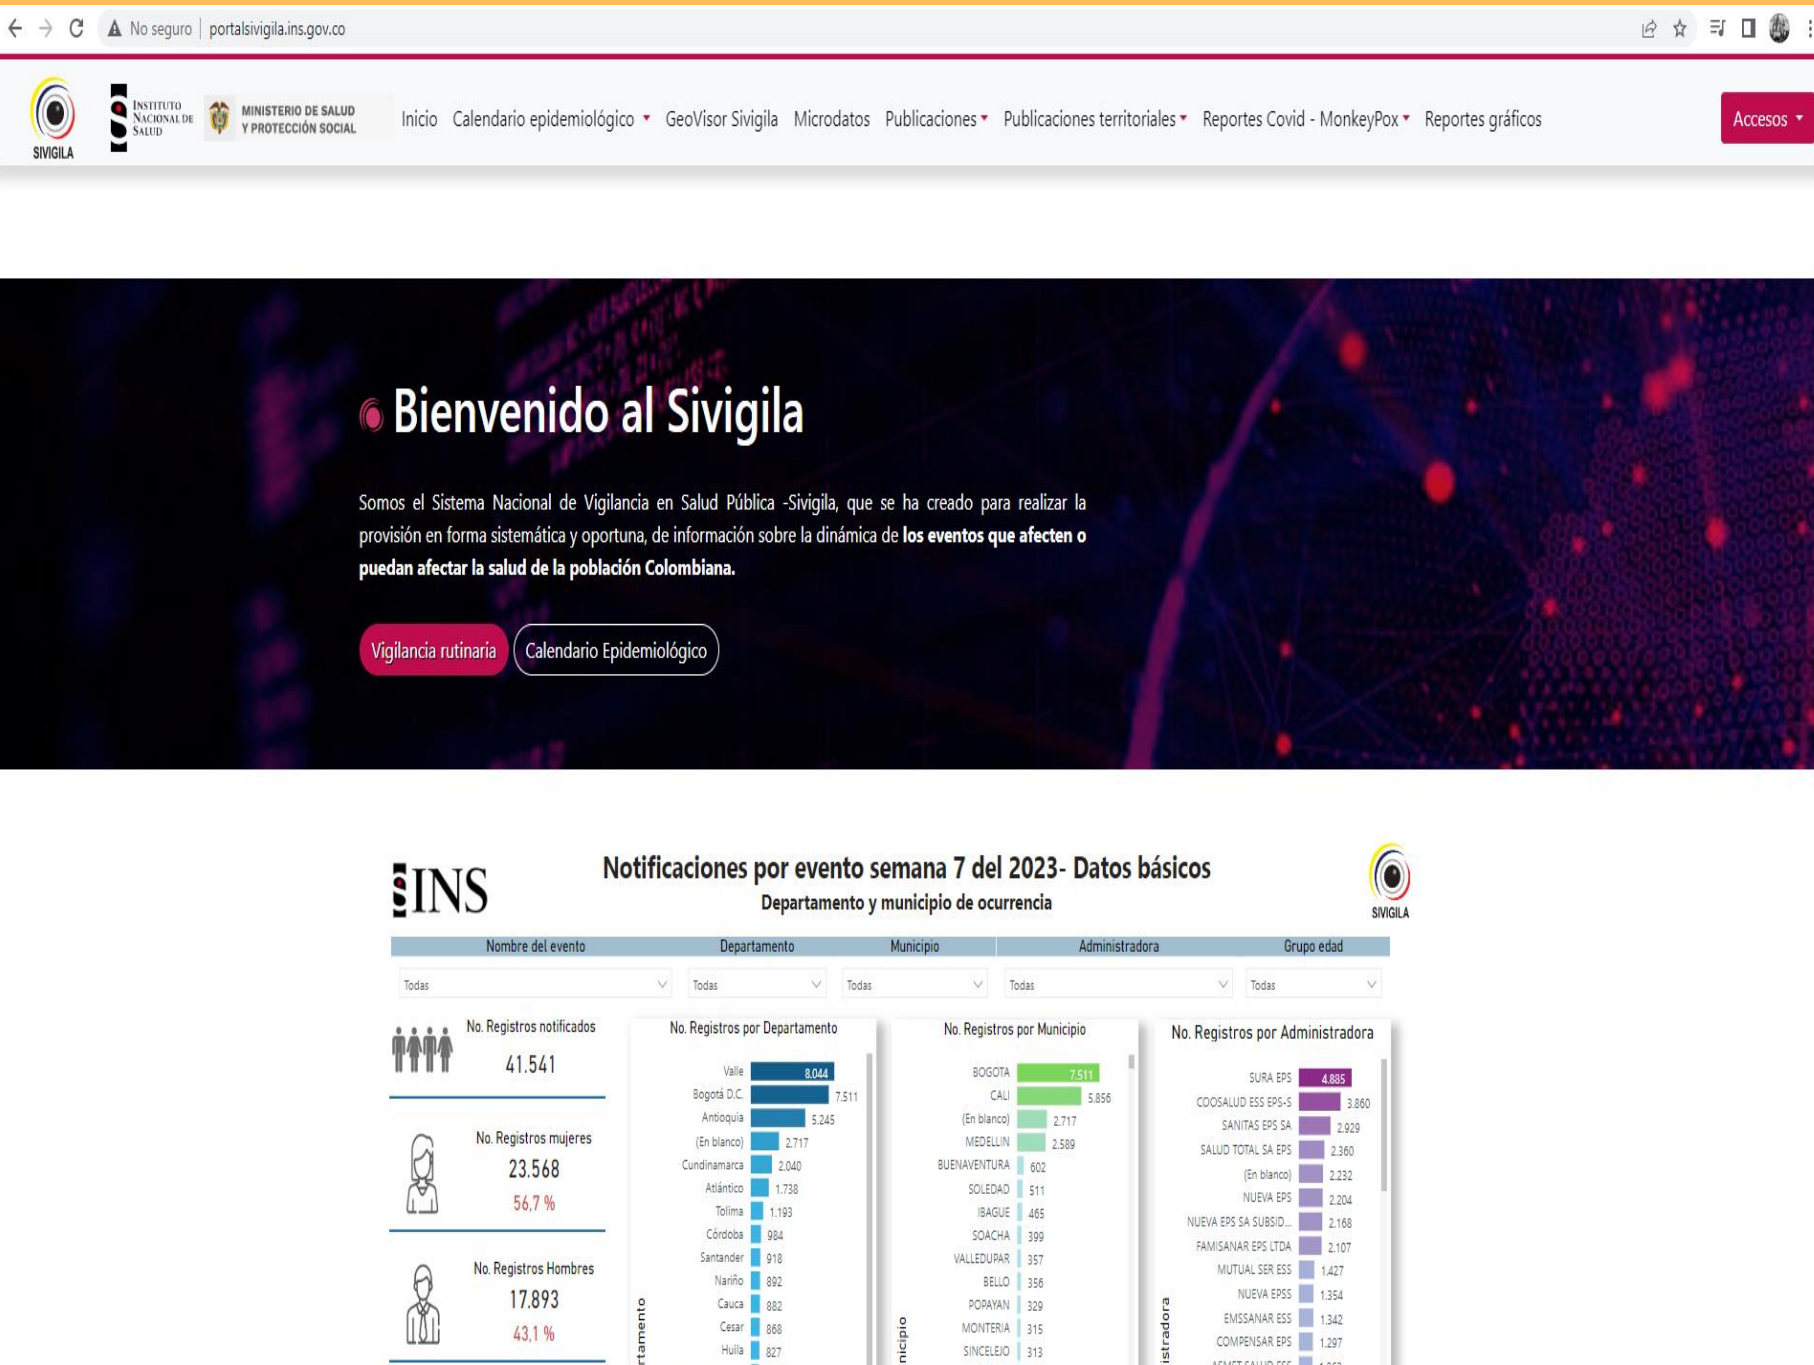 No seguro | portalsivigila.ins.gov.co
SIVIGILA
INSTITUTO
NACIONAL DE
SALUD
MINISTERIO DE SALUD
Y PROTECCIÓN SOCIAL
Inicio Calendario epidemiológico GeoVisor Sivigila Microdatos Publicaciones Publicaciones territoriales Reportes Covid - MonkeyPox Reportes gráficos
Accesos
Bienvenido al Sivigila
Somos el Sistema Nacional de Vigilancia en Salud Pública -Sivigila, que se ha creado para realizar la
provisión en forma sistemática y oportuna, de información sobre la dinámica de los eventos que afecten o
puedan afectar la salud de la población Colombiana.
Vigilancia rutinaria
Calendario Epidemiológico
INS
Notificaciones por evento semana 7 del 2023- Datos básicos
Departamento y municipio de ocurrencia
SIVIGILA
Nombre del evento Departamento Municipio Administradora Grupo edad
Todas Todas Todas Todas Todas
No. Registros notificados
41.541
No. Registros mujeres
23.568
56,7 %
No. Registros Hombres
17.893
43,1 %
No. Registros por Departamento
Valle 8.044
Bogotá D.C. 7.511
Antioquia 5.245
(En blanco) 2.717
Cundinamarca 2.040
Atlántico 1.738
Tolima 1.193
Córdoba 984
Santander 918
Nariño 892
Cauca 882
Cesar 868
Huila 827
No. Registros por Municipio
BOGOTA 7.511
CALI 5.856
(En blanco) 2.717
MEDELLIN 2.589
BUENAVENTURA 602
SOLEDAD 511
IBAGUE 465
SOACHA 399
VALLEDUPAR 357
BELLO 356
POPAYAN 329
MONTERIA 315
SINCELEJO 313
No. Registros por Administradora
SURA EPS 4.885
COOSALUD ESS EPS-S 3.860
SANITAS EPS SA 2.929
SALUD TOTAL SA EPS 2.360
(En blanco) 2.232
NUEVA EPS 2.204
NUEVA EPS SA SUBSID... 2.168
FAMISANAR EPS LTDA 2.107
MUTUAL SER ESS 1.427
NUEVA EPSS 1.354
EMSSANAR ESS 1.342
COMPENSAR EPS 1.297